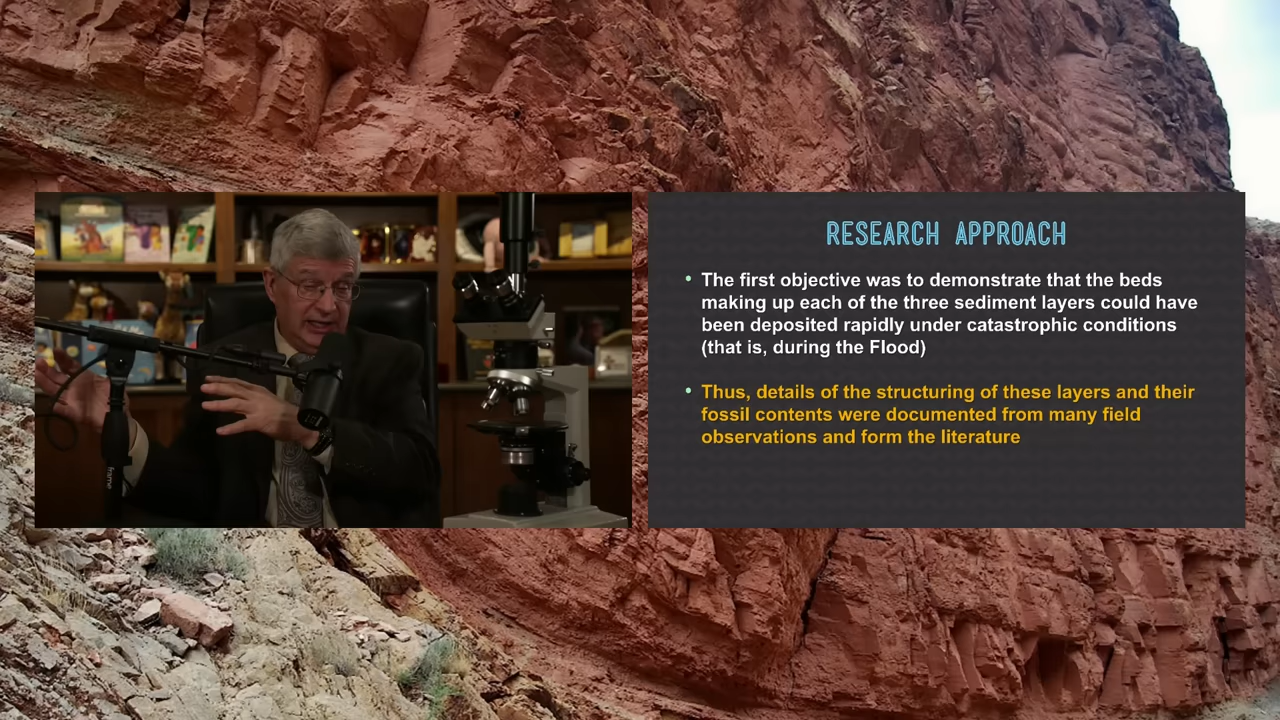 RESEARCH APPROACH
• The first objective was to demonstrate that the beds
making up each of the three sediment layers could have
been deposited rapidly under catastrophic conditions
(that is, during the Flood)
• Thus, details of the structuring of these layers and their
fossil contents were documented from many field
observations and form the literature